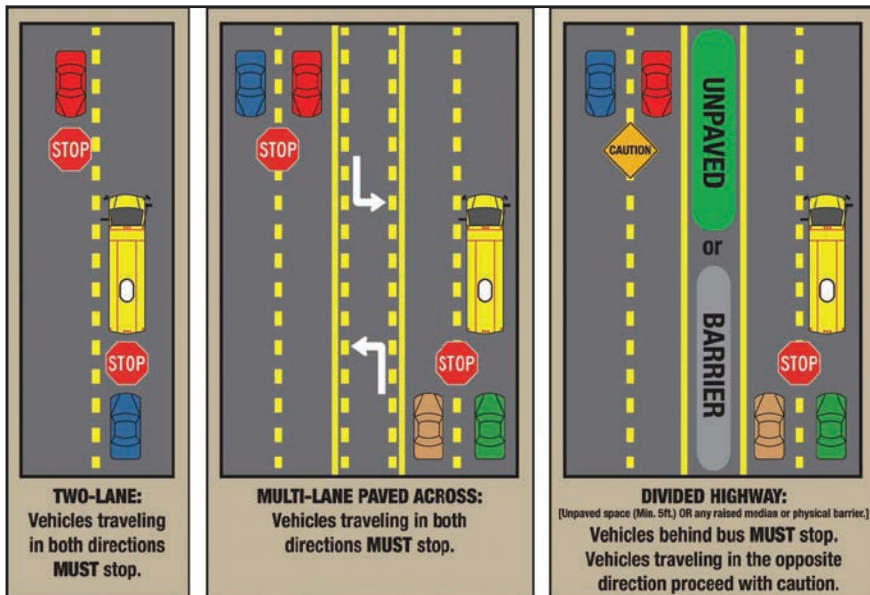 STOP
STOP
TWO-LANE:
Vehicles traveling
in both directions
MUST stop.
STOP
STOP
MULTI-LANE PAVED ACROSS:
Vehicles traveling in both
directions MUST stop.
CAUTION
UNPAVED
or
BARRIER
STOP
DIVIDED HIGHWAY:
[Unpaved space (Min. 5ft.) OR any raised median or physical barrier.]
Vehicles behind bus MUST stop.
Vehicles traveling in the opposite
direction proceed with caution.